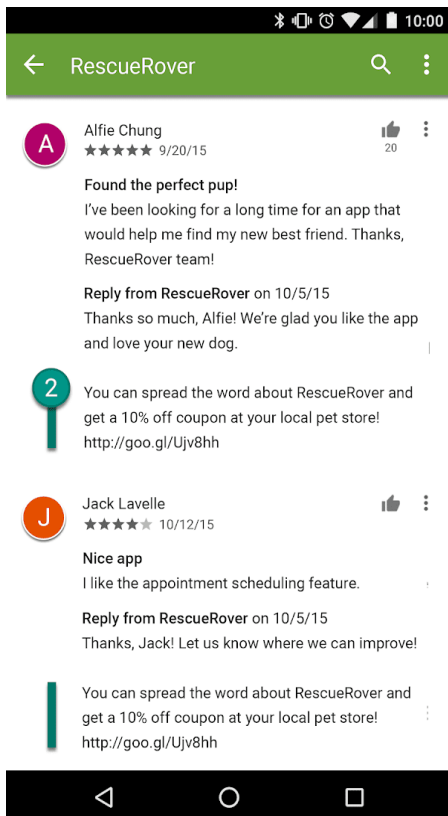 10:00
RescueRover
A
Alfie Chung
★★★★★ 9/20/15
20
Found the perfect pup!
I've been looking for a long time for an app that
would help me find my new best friend. Thanks,
RescueRover team!
Reply from RescueRover on 10/5/15
Thanks so much, Alfie! We're glad you like the app
and love your new dog.
2
You can spread the word about RescueRover and
get a 10% off coupon at your local pet store!
http://goo.gl/Ujv8hh
J
Jack Lavelle
★★★★★ 10/12/15
Nice app
I like the appointment scheduling feature.
Reply from RescueRover on 10/5/15
Thanks, Jack! Let us know where we can improve!
You can spread the word about RescueRover and
get a 10% off coupon at your local pet store!
http://goo.gl/Ujv8hh